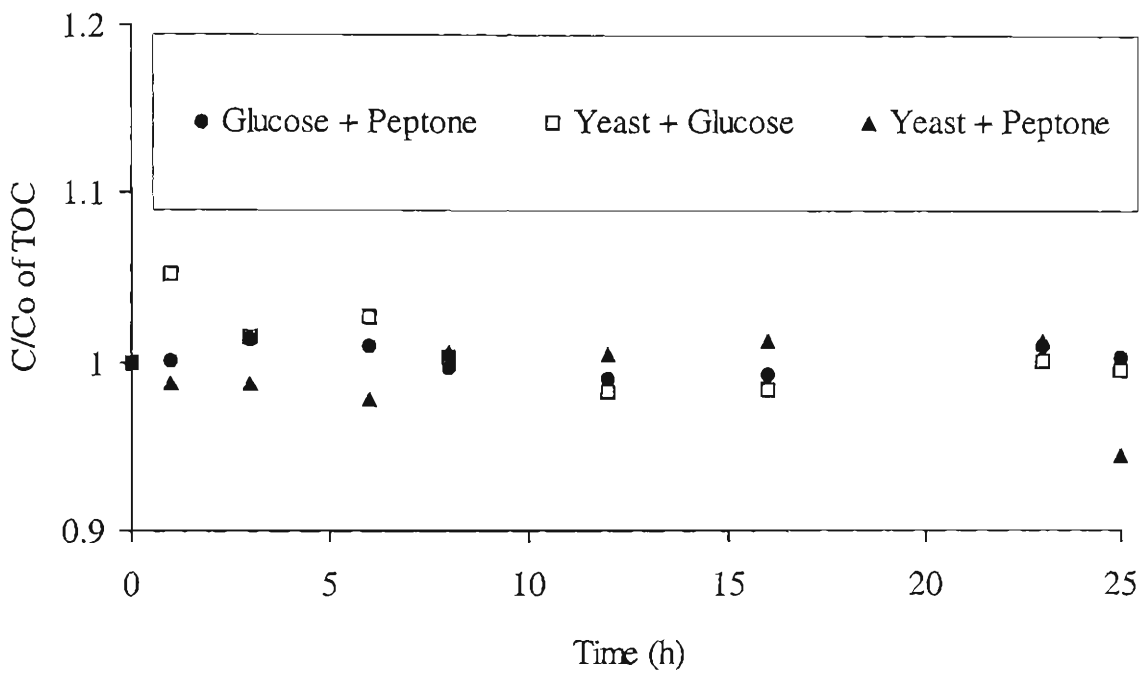 1.2
● Glucose + Peptone □ Yeast + Glucose ▲ Yeast + Peptone
1.1
C/Co of TOC
1
0.9
0 5 10 15 20 25
Time (h)